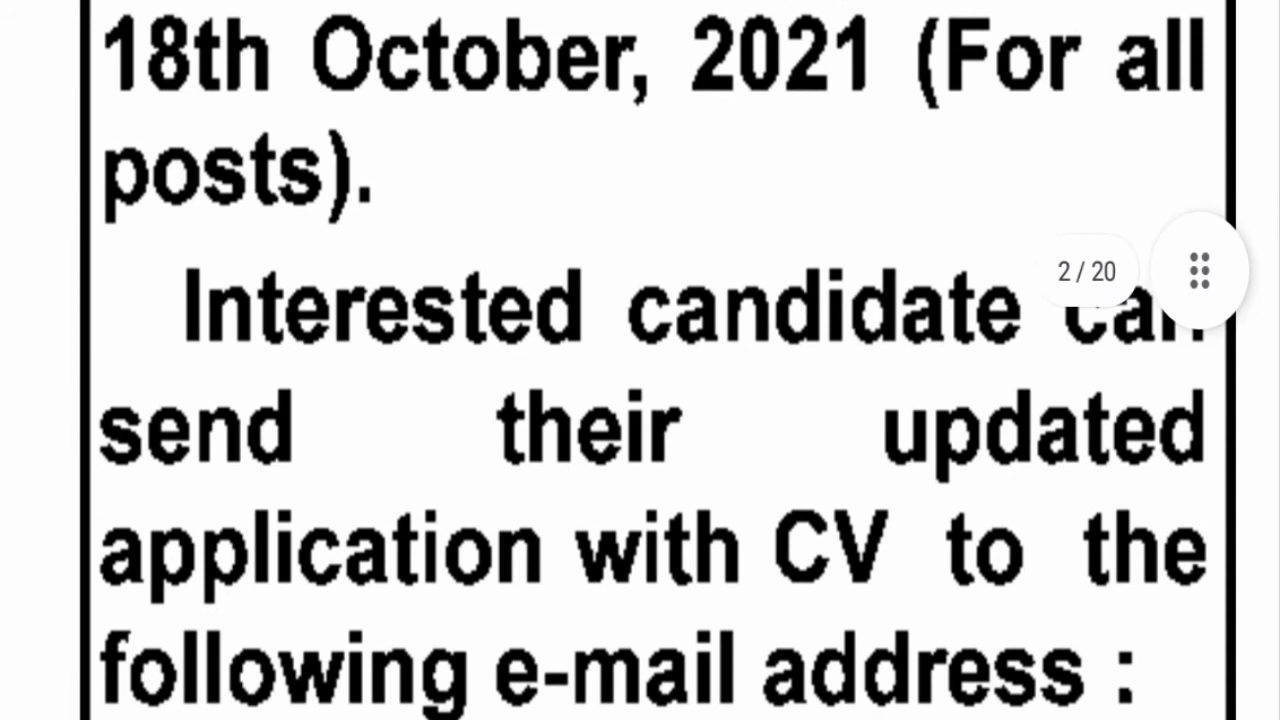 18th October, 2021 (For all
posts).
2 / 20
Interested candidate can
send their updated
application with CV to the
following e-mail address :